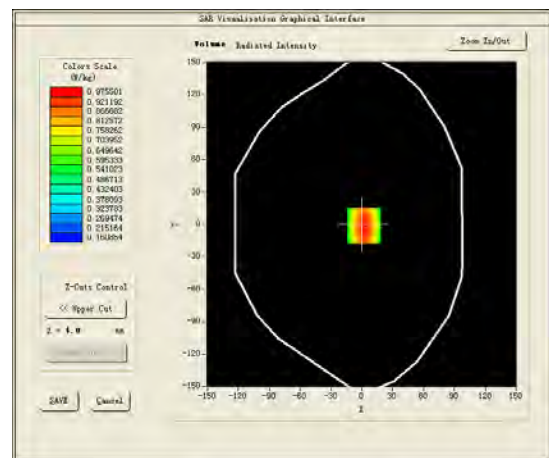 SAR Visualisation Graphical Interface
Volume Radiated Intensity
Zoom In/Out
Colors Scale
(W/kg)
0.975501
0.921192
0.866882
0.812572
0.758262
0.703952
0.649642
0.595333
0.541023
0.486713
0.432403
0.378093
0.323783
0.269474
0.215164
0.160854
Z-Cuts Control
<< Upper Cut
Z = 4.0 mm
SAVE
Cancel
150-
120-
90-
60-
30-
0-
-30-
-60-
-90-
-120-
-150-
-150 -120 -90 -60 -30 0 30 60 90 120 150
X